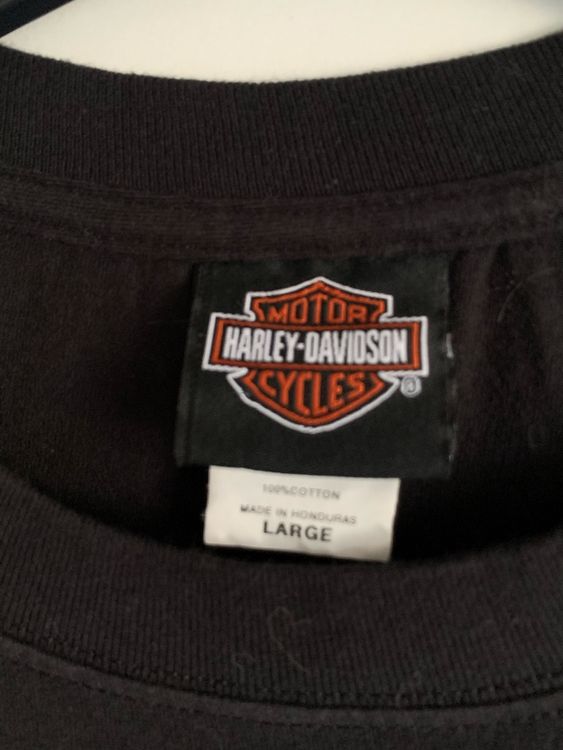 MOTOR
HARLEY-DAVIDSON
CYCLES
®
100% COTTON
MADE IN HONDURAS
LARGE